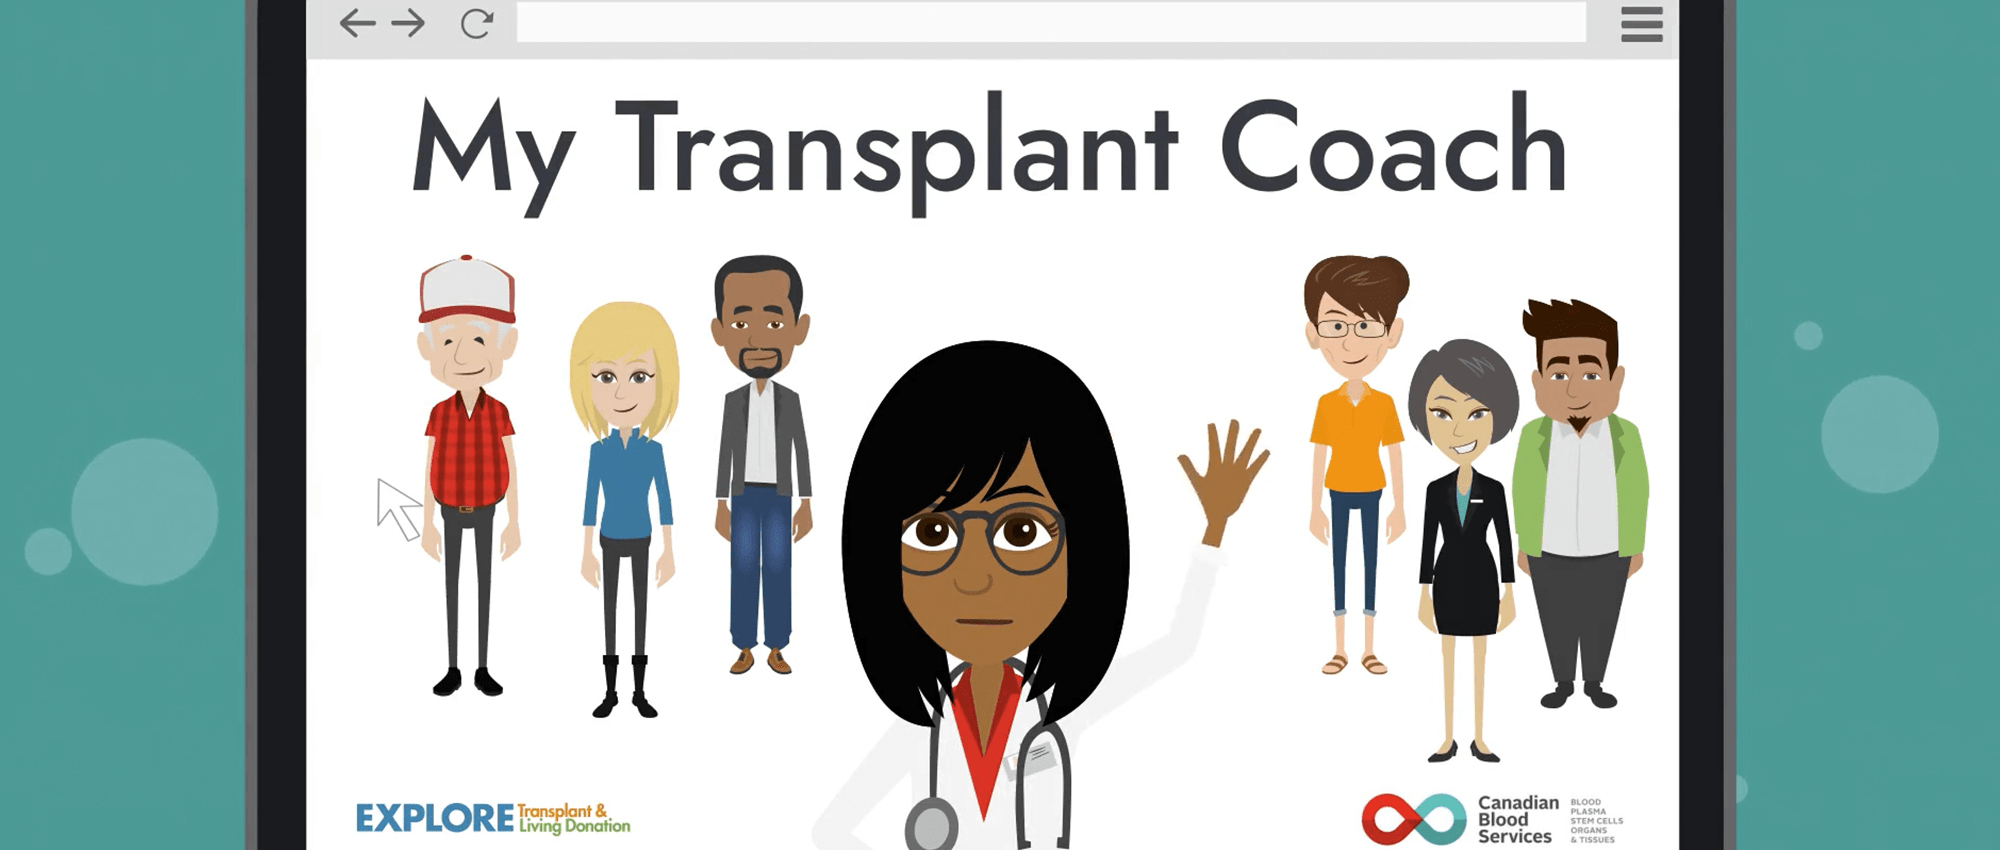 My Transplant Coach
EXPLORE Transplant &
Living Donation
Canadian
Blood
Services
BLOOD
PLASMA
STEM CELLS
ORGANS
& TISSUES